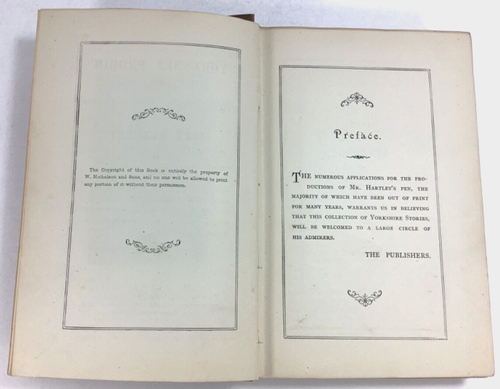 The Copyright of this Book is entirely the property of
W. Nicholson and Sons, and no one will be allowed to print
any portion of it without their permission.
Preface.
THE NUMEROUS APPLICATIONS FOR THE PRO-
DUCTIONS OF MR. HARTLEY'S PEN, THE
MAJORITY OF WHICH HAVE BEEN OUT OF PRINT
FOR MANY YEARS, WARRANTS US IN BELIEVING
THAT THIS COLLECTION OF YORKSHIRE STORIES,
WILL BE WELCOMED TO A LARGE CIRCLE OF
HIS ADMIRERS.
THE PUBLISHERS.